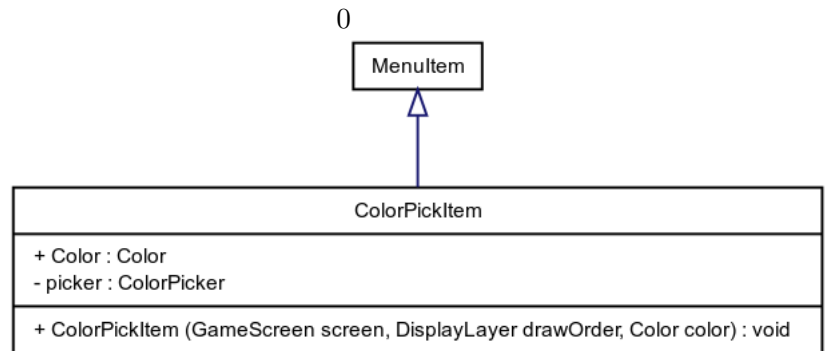 0
MenuItem
ColorPickItem
+ Color : Color
- picker : ColorPicker
+ ColorPickItem (GameScreen screen, DisplayLayer drawOrder, Color color) : void